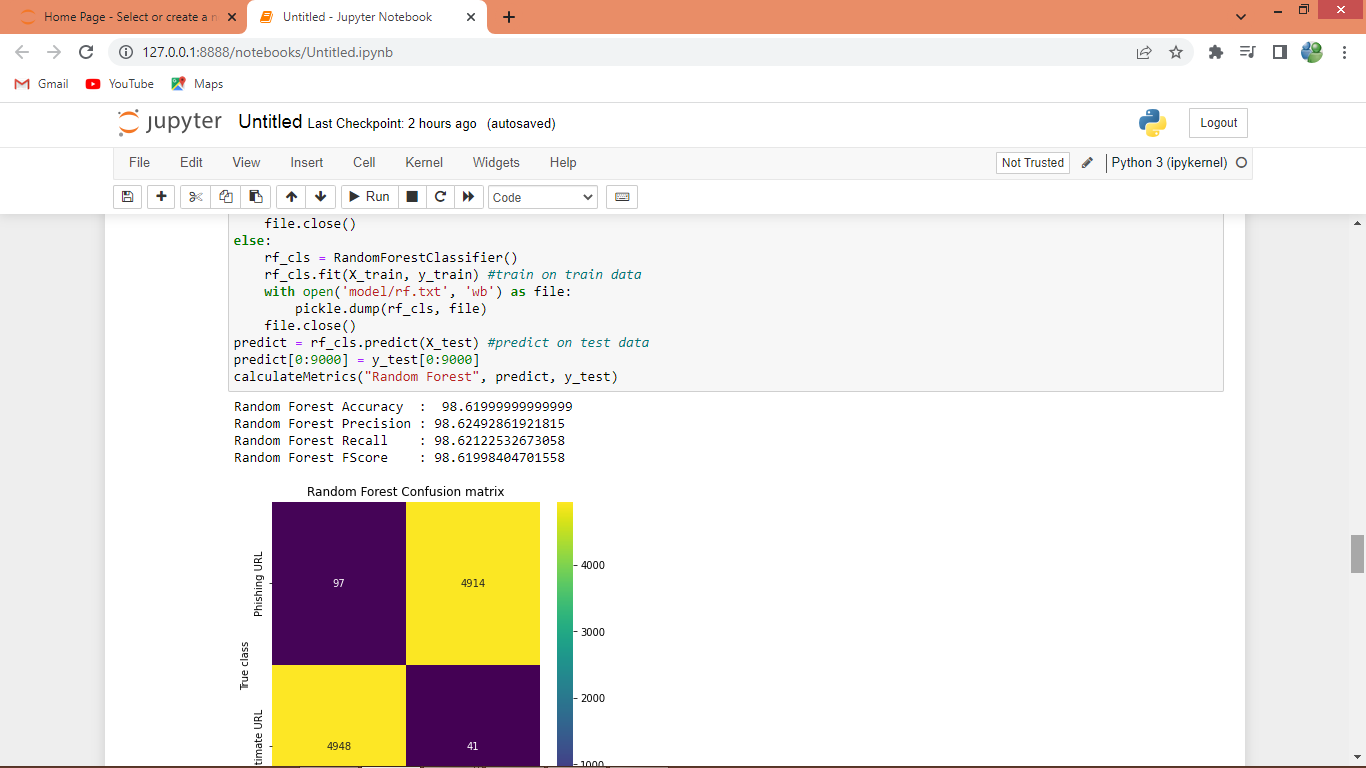 Home Page - Select or create a n
Untitled - Jupyter Notebook
127.0.0.1:8888/notebooks/Untitled.ipynb
Gmail YouTube Maps
jupyter Untitled Last Checkpoint: 2 hours ago (autosaved)
Logout
File Edit View Insert Cell Kernel Widgets Help
Not Trusted
Python 3 (ipykernel)
Run
Code
    file.close()
else:
    rf_cls = RandomForestClassifier()
    rf_cls.fit(X_train, y_train) #train on train data
    with open('model/rf.txt', 'wb') as file:
        pickle.dump(rf_cls, file)
    file.close()
predict = rf_cls.predict(X_test) #predict on test data
predict[0:9000] = y_test[0:9000]
calculateMetrics("Random Forest", predict, y_test)
Random Forest Accuracy  :  98.61999999999999
Random Forest Precision : 98.62492861921815
Random Forest Recall    : 98.62122532673058
Random Forest FScore    : 98.61998404701558
Random Forest Confusion matrix
True class
Phishing URL
97 4914
timate URL
4948 41
4000
3000
2000
1000